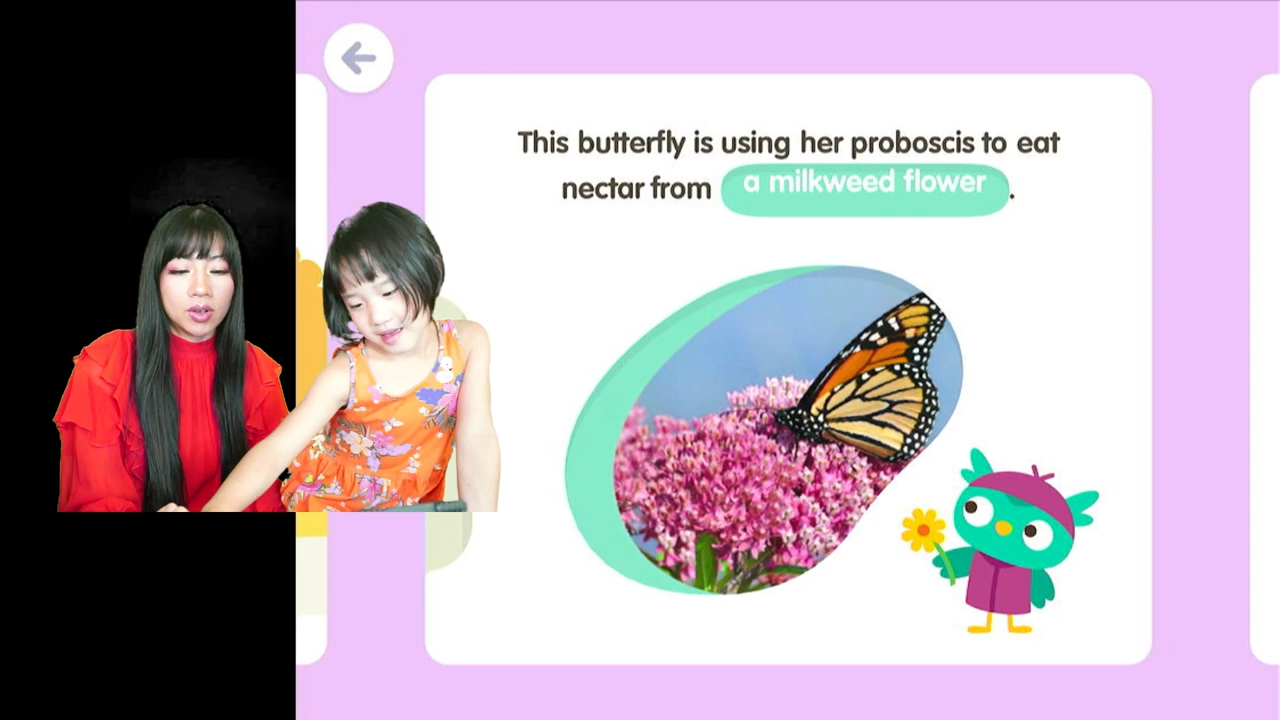 This butterfly is using her proboscis to eat
nectar from a milkweed flower.